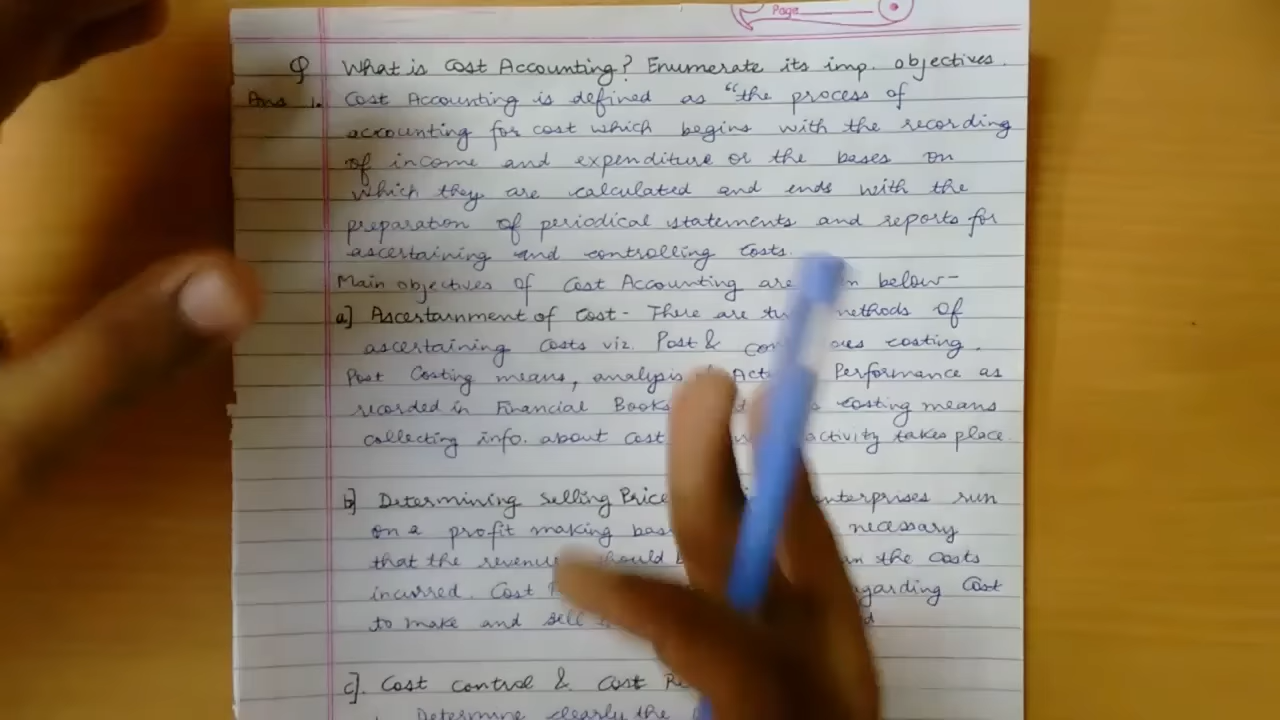 Page
Q What is Cost Accounting? Enumerate its imp. objectives.
Ans 1. Cost Accounting is defined as "the process of
accounting for cost which begins with the recording
of income and expenditure or the bases on
which they are calculated and ends with the
preparation of periodical statements and reports for
ascertaining and controlling costs.
Main objectives of Cost Accounting are below-
a] Ascertainment of Cost - There are methods of
ascertaining Costs viz. Post & costing.
Post Costing means, analysis Performance as
recorded in Financial Books costing means
collecting info. about cost activity takes place.
b] Determining Selling Price enterprises run
on a profit making necessary
that the revenue should the costs
incurred. Cost regarding Cost
to make and sell
c]. Cost Control & Cost
1. Determine clearly the